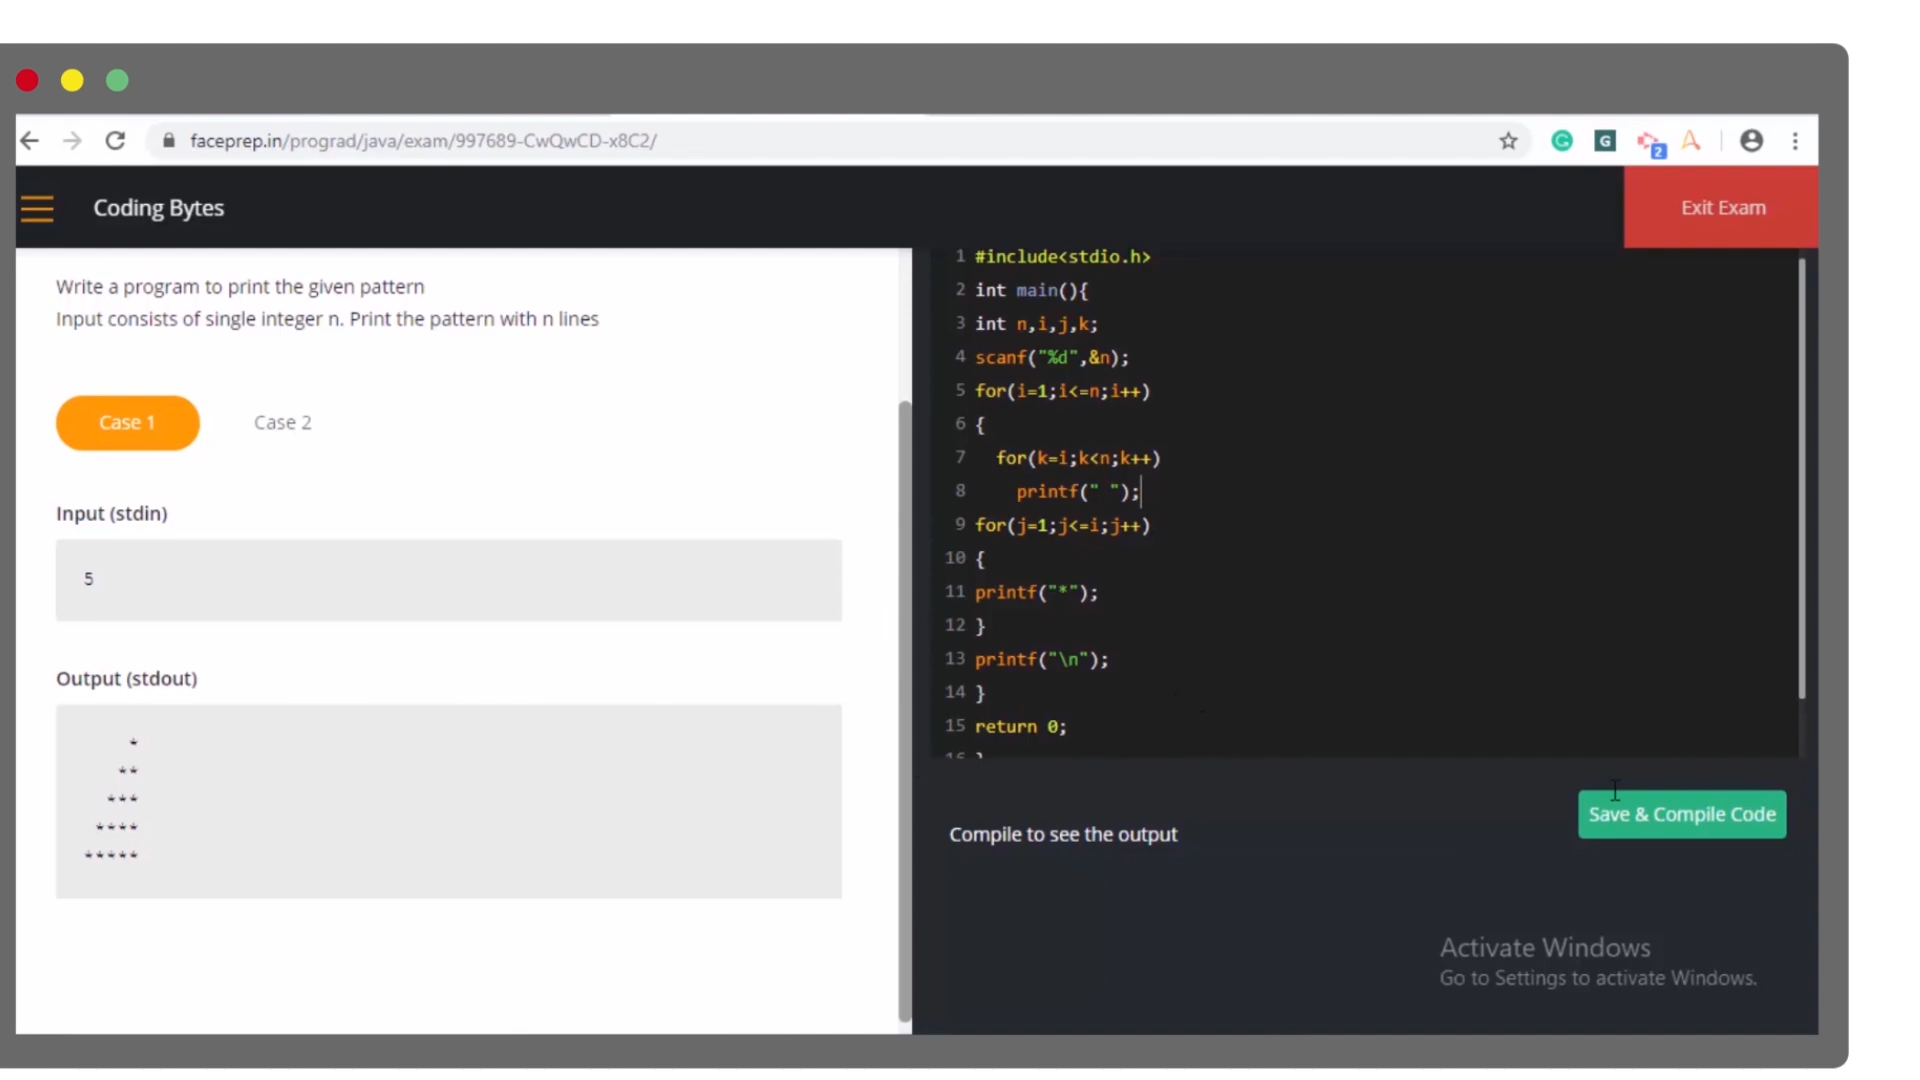 faceprep.in/prograd/java/exam/997689-CwQwCD-x8C2/
G
2
Coding Bytes
Exit Exam
Write a program to print the given pattern
Input consists of single integer n. Print the pattern with n lines
Case 1
Case 2
Input (stdin)
5
Output (stdout)
*
**
***
****
*****
1 #include<stdio.h>
2 int main(){
3 int n,i,j,k;
4 scanf("%d",&n);
5 for(i=1;i<=n;i++)
6 {
7 for(k=i;k<n;k++)
8 printf(" ");
9 for(j=1;j<=i;j++)
10 {
11 printf("*");
12 }
13 printf("\n");
14 }
15 return 0;
16 }
Save & Compile Code
Compile to see the output
Activate Windows
Go to Settings to activate Windows.